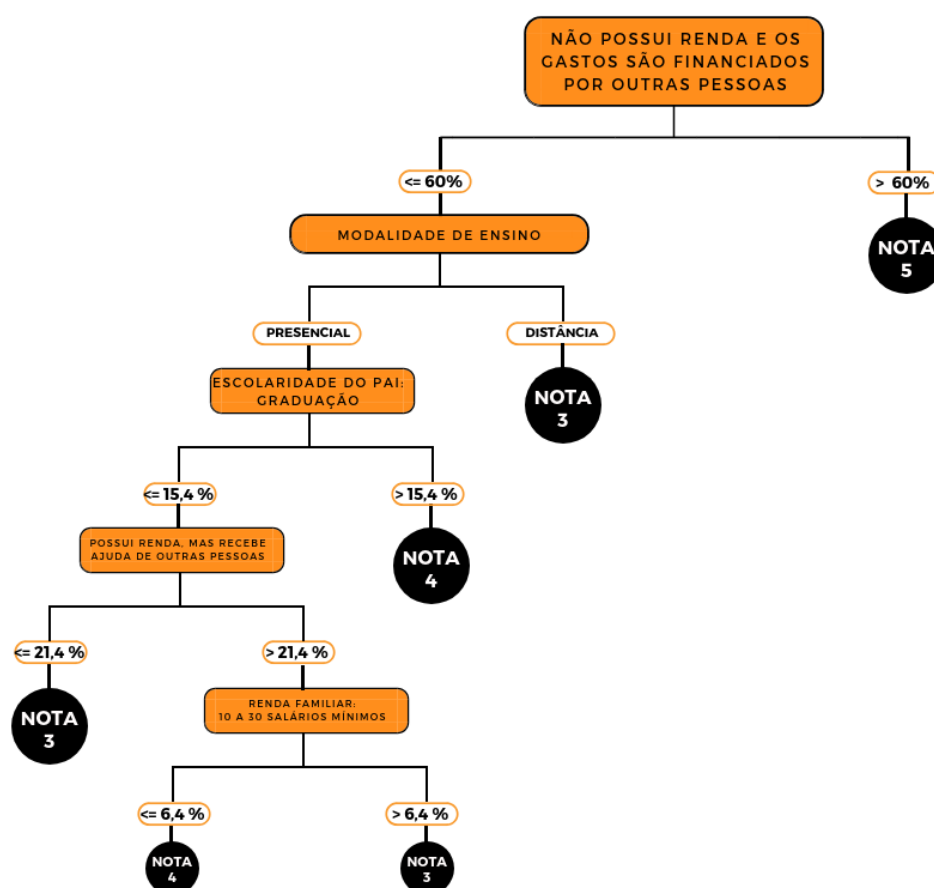 NÃO POSSUI RENDA E OS
GASTOS SÃO FINANCIADOS
POR OUTRAS PESSOAS
<= 60%
> 60%
MODALIDADE DE ENSINO
NOTA
5
PRESENCIAL
DISTÂNCIA
ESCOLARIDADE DO PAI:
GRADUAÇÃO
NOTA
3
<= 15,4 %
> 15,4 %
POSSUI RENDA, MAS RECEBE
AJUDA DE OUTRAS PESSOAS
NOTA
4
<= 21,4 %
> 21,4 %
NOTA
3
RENDA FAMILIAR:
10 A 30 SALÁRIOS MÍNIMOS
<= 6,4 %
> 6,4 %
NOTA
4
NOTA
3